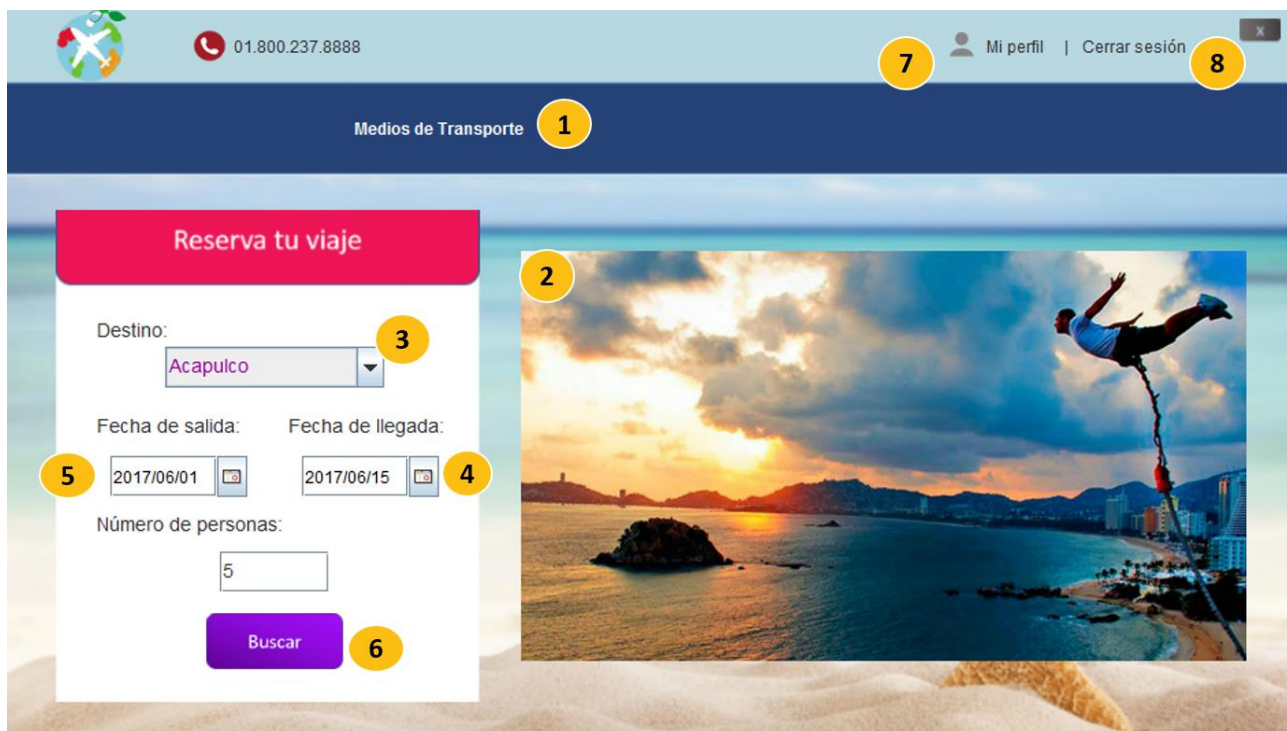 01.800.237.8888
7
Mi perfil | Cerrar sesión
8
x
Medios de Transporte
1
Reserva tu viaje
2
Destino:
3
Acapulco
Fecha de salida:
Fecha de llegada:
5
2017/06/01
2017/06/15
4
Número de personas:
5
Buscar
6